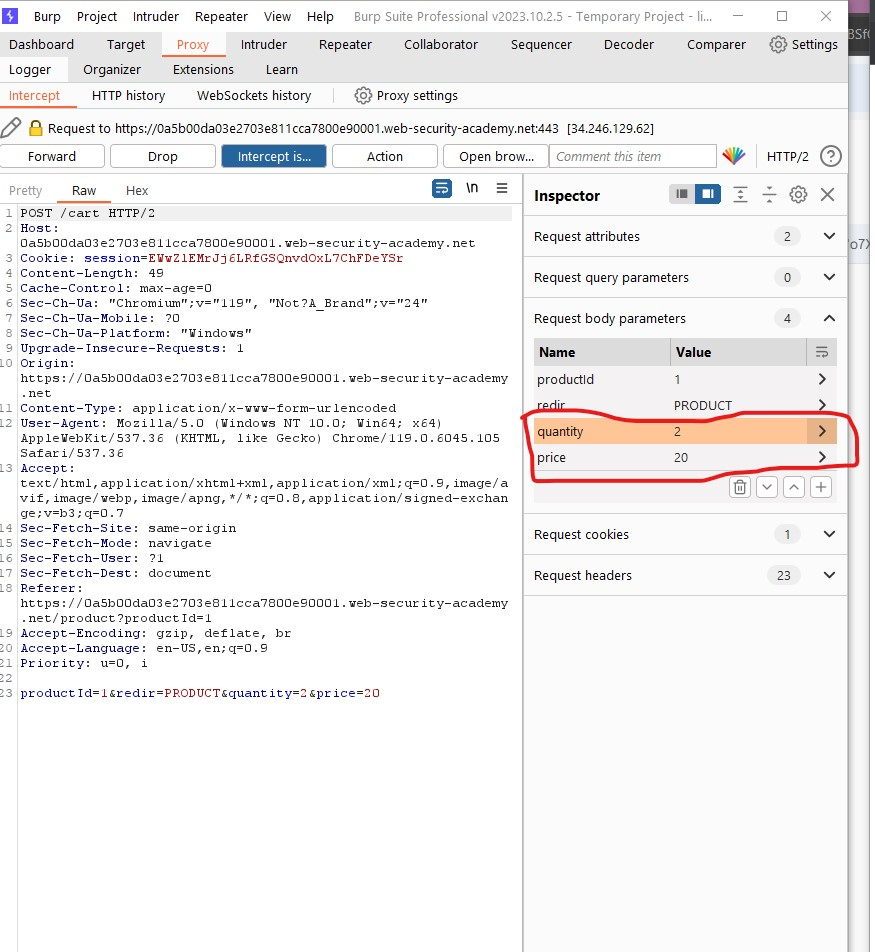 Burp Project Intruder Repeater View Help Burp Suite Professional v2023.10.2.5 - Temporary Project - li...
Dashboard Target Proxy Intruder Repeater Collaborator Sequencer Decoder Comparer Settings
Logger Organizer Extensions Learn
Intercept HTTP history WebSockets history Proxy settings
Request to https://0a5b00da03e2703e811cca7800e90001.web-security-academy.net:443 [34.246.129.62]
Forward Drop Intercept is... Action Open brow... Comment this item HTTP/2 ?
Pretty Raw Hex \n
1 POST /cart HTTP/2
2 Host:
0a5b00da03e2703e811cca7800e90001.web-security-academy.net
3 Cookie: session=EWwZlEMrJj6LRfGSQnvdOxL7ChFDeYSr
4 Content-Length: 49
5 Cache-Control: max-age=0
6 Sec-Ch-Ua: "Chromium";v="119", "Not?A_Brand";v="24"
7 Sec-Ch-Ua-Mobile: ?0
8 Sec-Ch-Ua-Platform: "Windows"
9 Upgrade-Insecure-Requests: 1
10 Origin:
https://0a5b00da03e2703e811cca7800e90001.web-security-academy
.net
11 Content-Type: application/x-www-form-urlencoded
12 User-Agent: Mozilla/5.0 (Windows NT 10.0; Win64; x64)
AppleWebKit/537.36 (KHTML, like Gecko) Chrome/119.0.6045.105
Safari/537.36
13 Accept:
text/html,application/xhtml+xml,application/xml;q=0.9,image/a
vif,image/webp,image/apng,*/*;q=0.8,application/signed-exchan
ge;v=b3;q=0.7
14 Sec-Fetch-Site: same-origin
15 Sec-Fetch-Mode: navigate
16 Sec-Fetch-User: ?1
17 Sec-Fetch-Dest: document
18 Referer:
https://0a5b00da03e2703e811cca7800e90001.web-security-academy
.net/product?productId=1
19 Accept-Encoding: gzip, deflate, br
20 Accept-Language: en-US,en;q=0.9
21 Priority: u=0, i
22
23 productId=1&redir=PRODUCT&quantity=2&price=20
Inspector
Request attributes 2
Request query parameters 0
Request body parameters 4
Name Value
productId 1
redir PRODUCT
quantity 2
price 20
Request cookies 1
Request headers 23